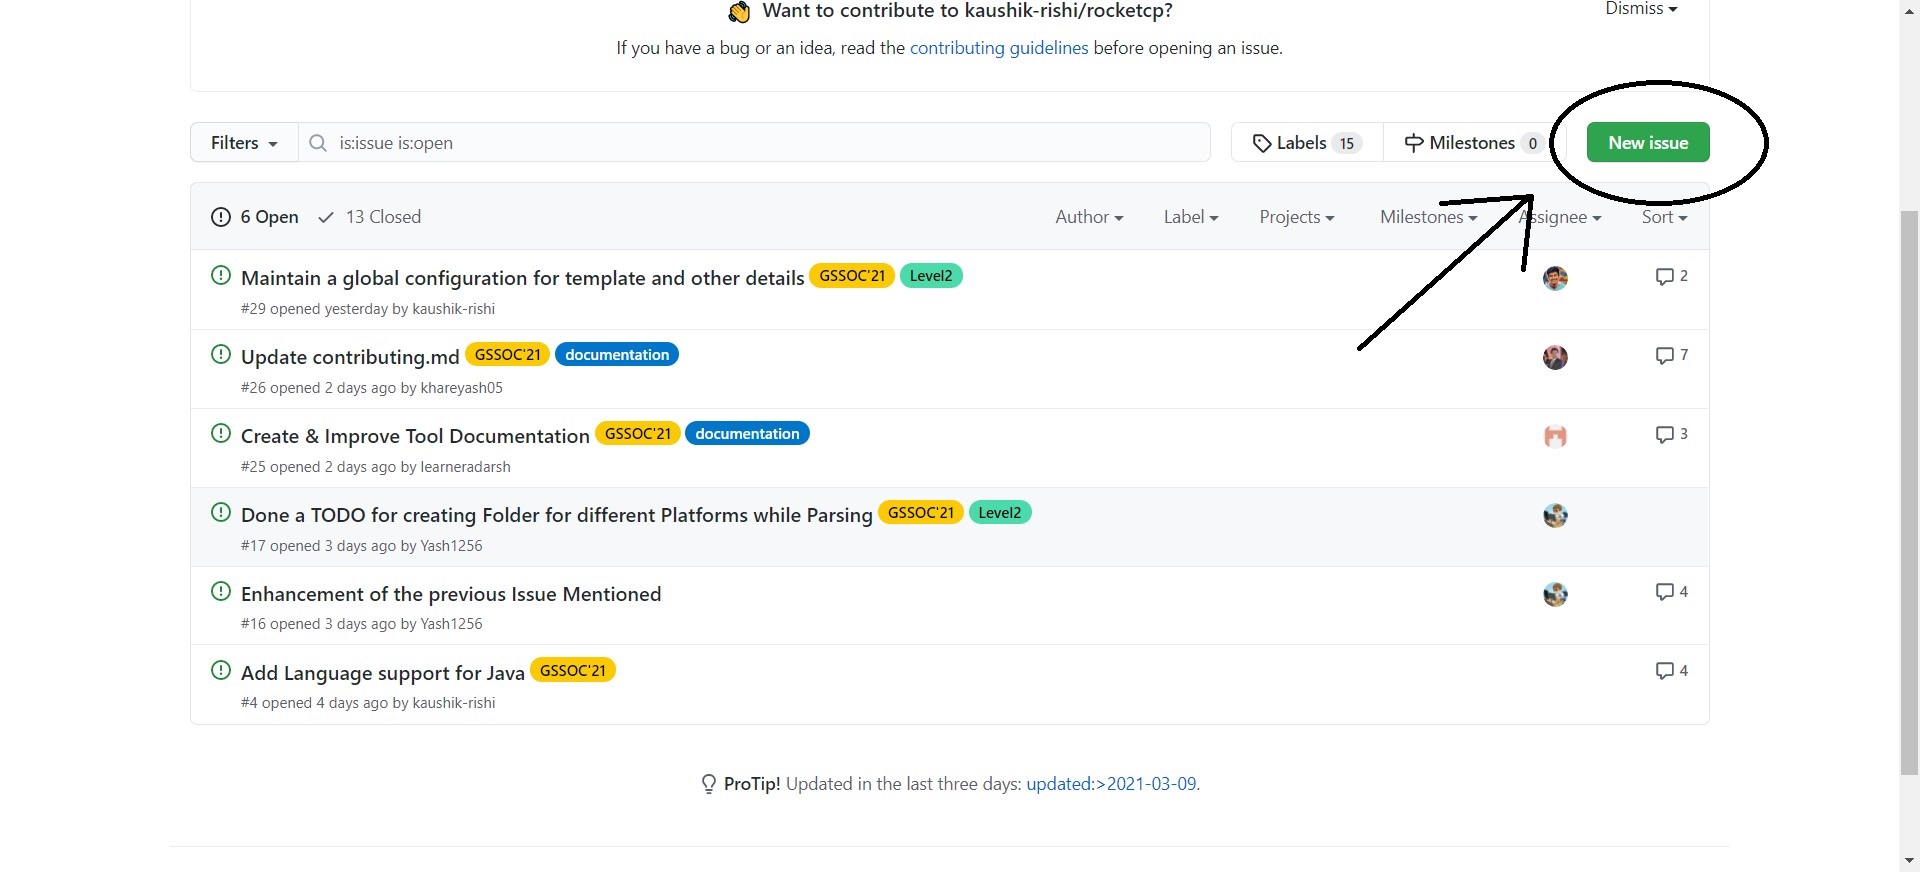 Want to contribute to kaushik-rishi/rocketcp?
Dismiss
If you have a bug or an idea, read the contributing guidelines before opening an issue.
Filters is:issue is:open Labels 15 Milestones 0 New issue
6 Open 13 Closed Author Label Projects Milestones Assignee Sort
Maintain a global configuration for template and other details GSSOC'21 Level2 2
#29 opened yesterday by kaushik-rishi
Update contributing.md GSSOC'21 documentation 7
#26 opened 2 days ago by khareyash05
Create & Improve Tool Documentation GSSOC'21 documentation 3
#25 opened 2 days ago by learneradarsh
Done a TODO for creating Folder for different Platforms while Parsing GSSOC'21 Level2
#17 opened 3 days ago by Yash1256
Enhancement of the previous Issue Mentioned 4
#16 opened 3 days ago by Yash1256
Add Language support for Java GSSOC'21 4
#4 opened 4 days ago by kaushik-rishi
ProTip! Updated in the last three days: updated:>2021-03-09.